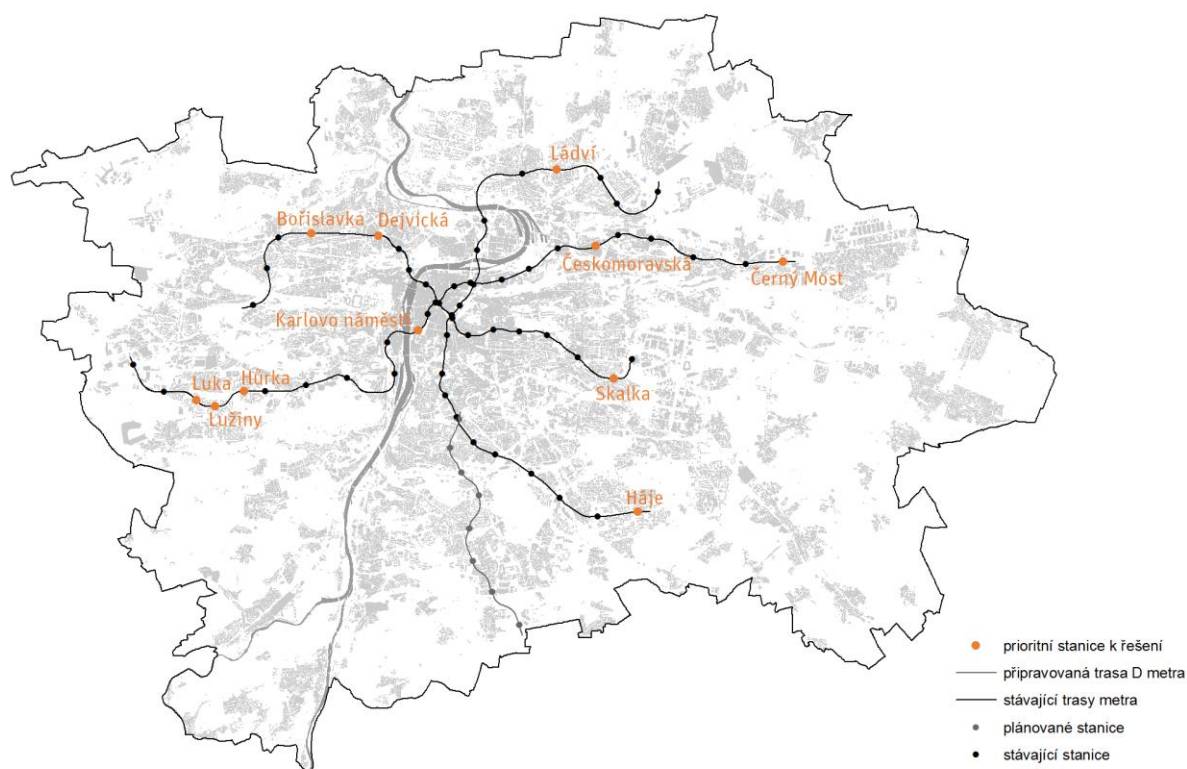 Ládví
Bořislavka
Dejvická
Českomoravská
Černý Most
Karlovo náměstí
Luka
Hůrka
Lužiny
Skalka
Háje
prioritní stanice k řešení
připravovaná trasa D metra
stávající trasy metra
plánované stanice
stávající stanice